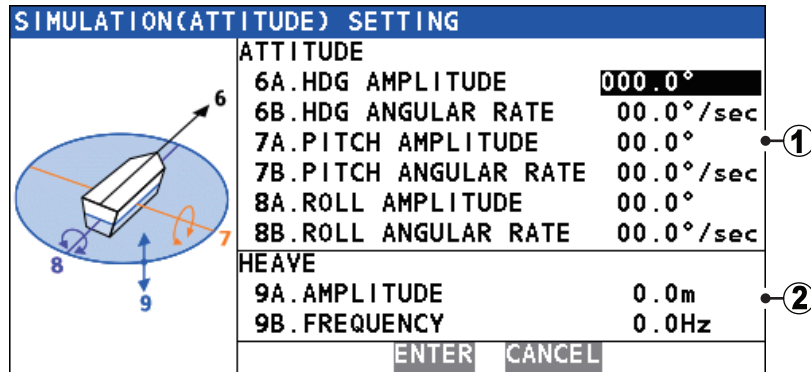 SIMULATION(ATTITUDE) SETTING
ATTITUDE
6A.HDG AMPLITUDE 000.0°
6B.HDG ANGULAR RATE 00.0°/sec
7A.PITCH AMPLITUDE 00.0°
7B.PITCH ANGULAR RATE 00.0°/sec
8A.ROLL AMPLITUDE 00.0°
8B.ROLL ANGULAR RATE 00.0°/sec
1
6
7
8
9
HEAVE
9A.AMPLITUDE 0.0m
9B.FREQUENCY 0.0Hz
2
ENTER CANCEL